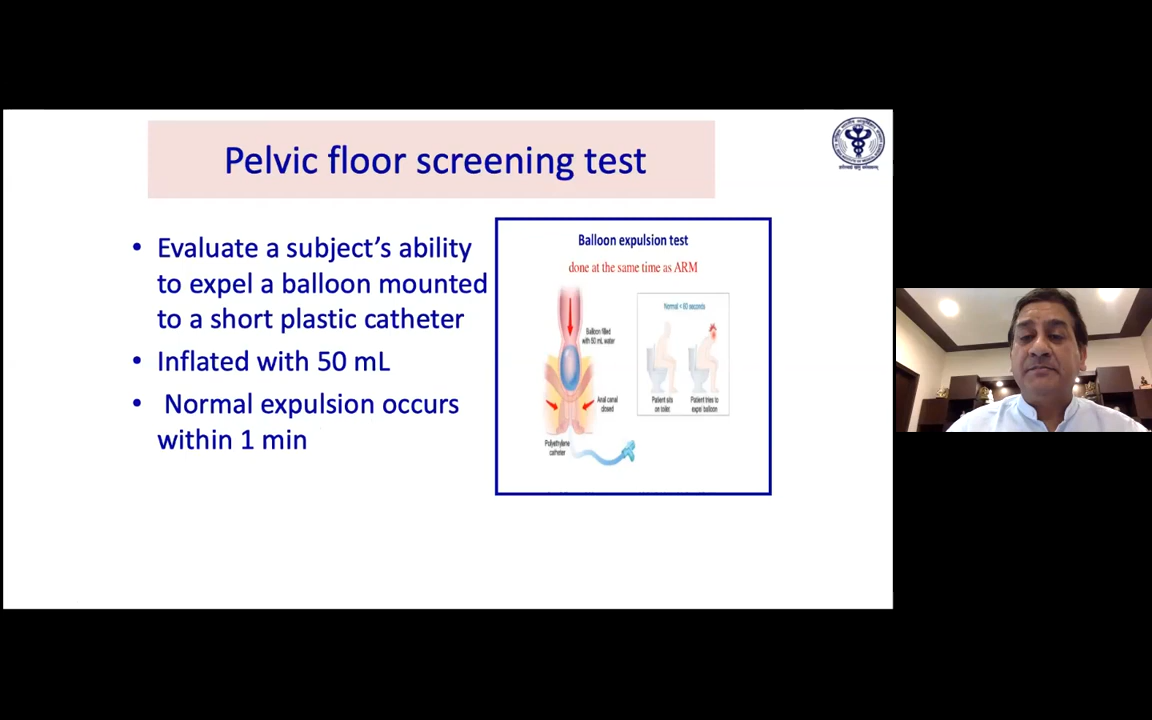 Pelvic floor screening test
• Evaluate a subject's ability
to expel a balloon mounted
to a short plastic catheter
• Inflated with 50 mL
• Normal expulsion occurs
within 1 min
Balloon expulsion test
done at the same time as ARM
Balloon filled
with 50 mL water
Anal canal
closed
Polyethylene
catheter
Normal < 60 seconds
Patient sits
on toilet
Patient tries to
expel balloon